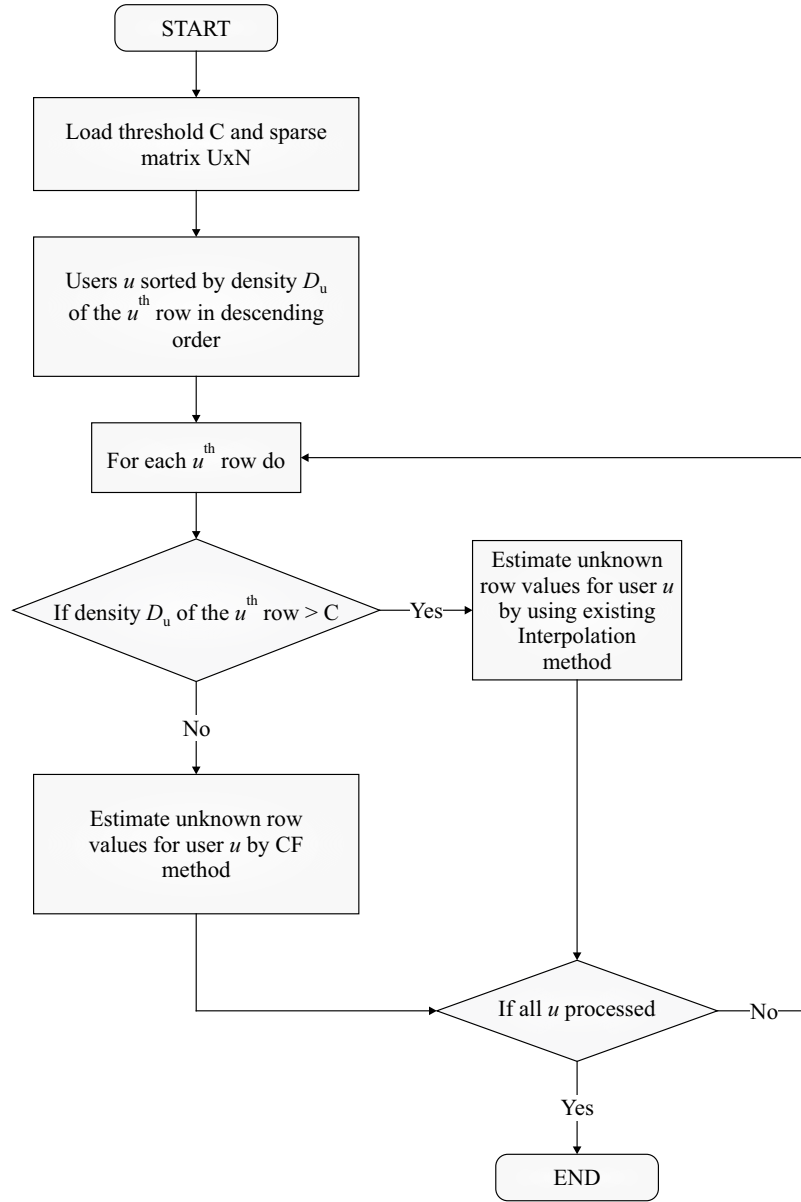 START
Load threshold C and sparse
matrix UxN
Users u sorted by density Du
of the uth row in descending
order
For each uth row do
If density Du of the uth row > C
Yes
Estimate unknown
row values for user u
by using existing
Interpolation
method
No
Estimate unknown row
values for user u by CF
method
If all u processed
No
Yes
END